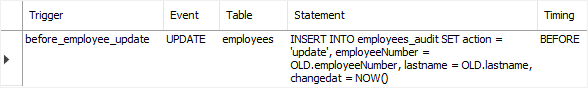 Trigger Event Table Statement Timing
before_employee_update UPDATE employees INSERT INTO employees_audit SET action = BEFORE
'update', employeeNumber =
OLD.employeeNumber, lastname = OLD.lastname,
changedat = NOW()